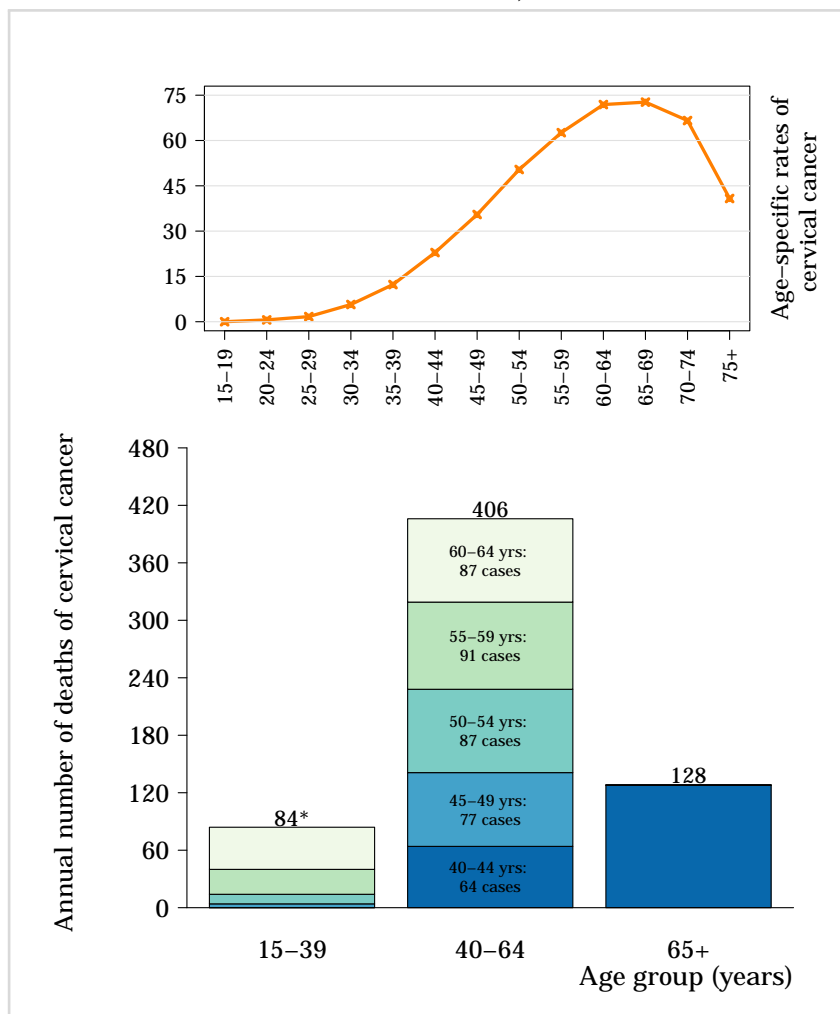 75
60
45
30
15
0
Age–specific rates of
cervical cancer
15–19
20–24
25–29
30–34
35–39
40–44
45–49
50–54
55–59
60–64
65–69
70–74
75+
Annual number of deaths of cervical cancer
480
420
360
300
240
180
120
60
0
84*
406
60–64 yrs:
87 cases
55–59 yrs:
91 cases
50–54 yrs:
87 cases
45–49 yrs:
77 cases
40–44 yrs:
64 cases
128
15–39
40–64
65+
Age group (years)